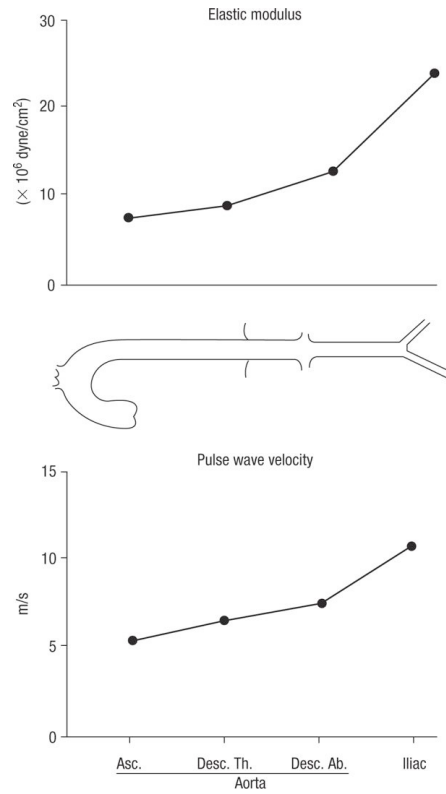 Elastic modulus
(× 10⁶ dyne/cm²)
30
20
10
0
Pulse wave velocity
m/s
15
10
5
0
Asc. Desc. Th. Desc. Ab. Iliac
Aorta